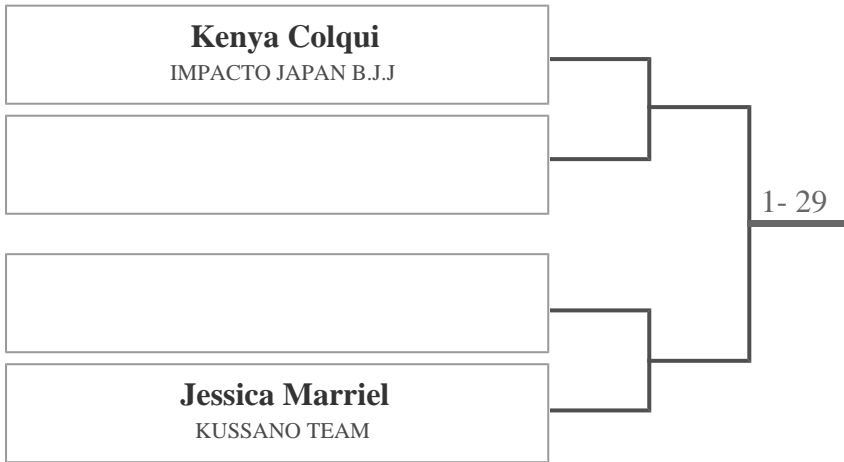 Kenya Colqui
IMPACTO JAPAN B.J.J
1- 29
Jessica Marriel
KUSSANO TEAM